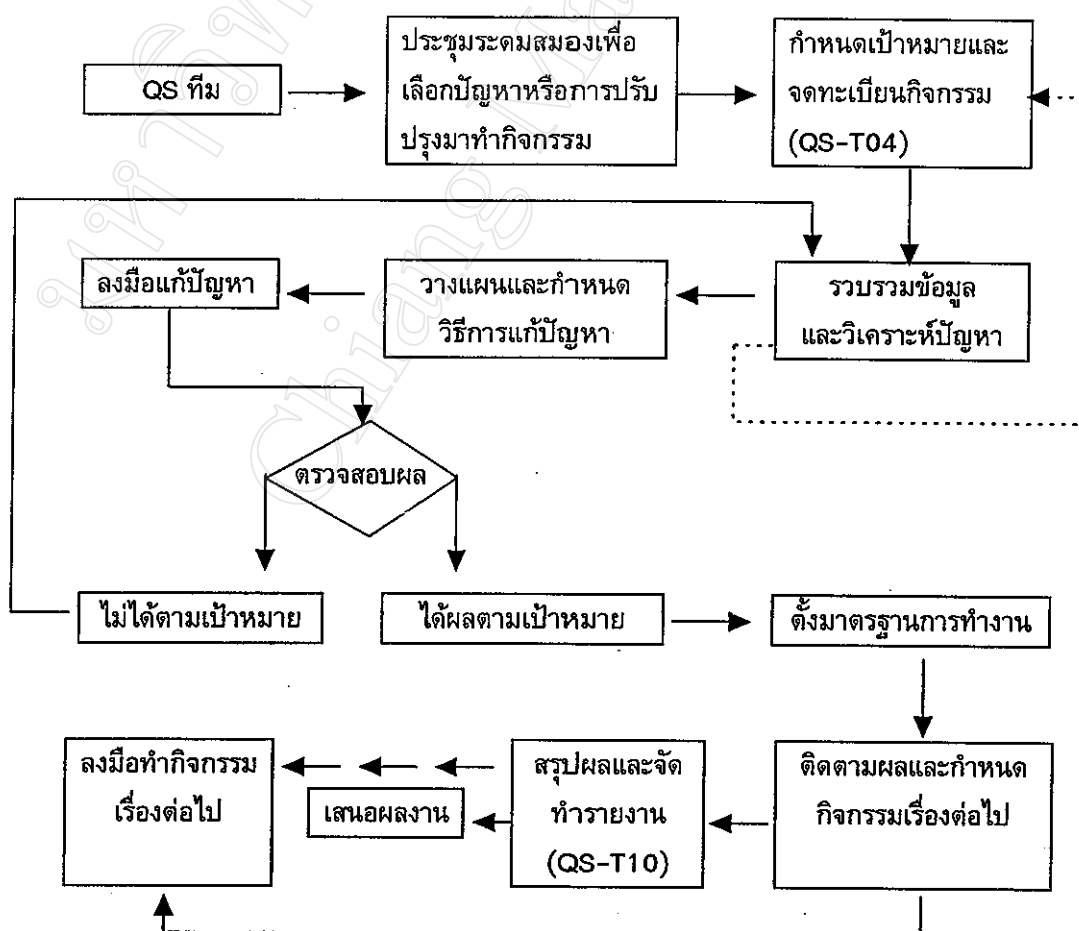 QS ทีม
ประชุมระดมสมองเพื่อ
เลือกปัญหาหรือการปรับ
ปรุงมาทำกิจกรรม
กำหนดเป้าหมายและ
จดทะเบียนกิจกรรม
(QS-T04)
ลงมือแก้ปัญหา
วางแผนและกำหนด
วิธีการแก้ปัญหา
รวบรวมข้อมูล
และวิเคราะห์ปัญหา
ตรวจสอบผล
ไม่ได้ตามเป้าหมาย
ได้ผลตามเป้าหมาย
ตั้งมาตรฐานการทำงาน
ลงมือทำกิจกรรม
เรื่องต่อไป
เสนอผลงาน
สรุปผลและจัด
ทำรายงาน
(QS-T10)
ติดตามผลและกำหนด
กิจกรรมเรื่องต่อไป
Chiang Ma